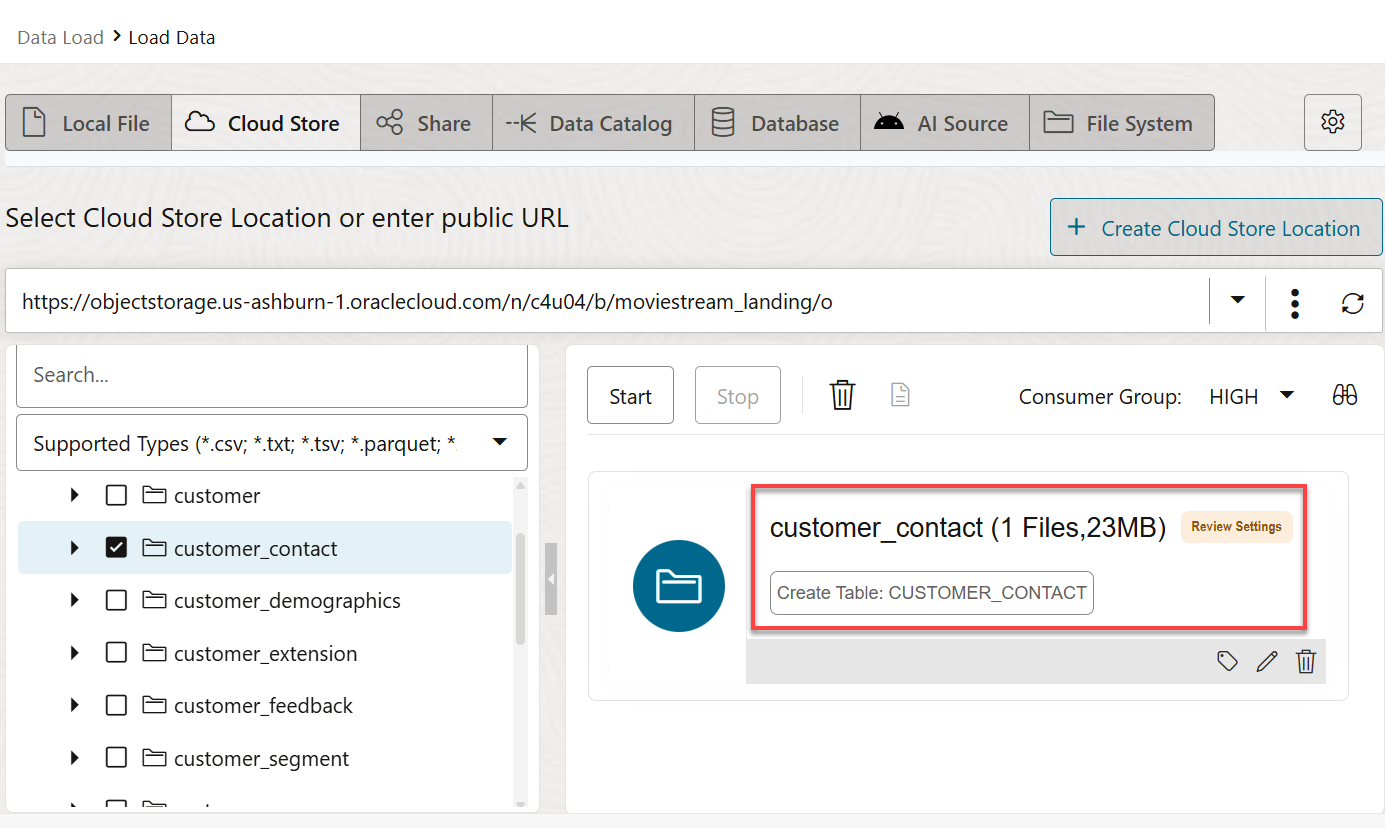 Data Load > Load Data
Local File
Cloud Store
Share
Data Catalog
Database
AI Source
File System
Select Cloud Store Location or enter public URL
+ Create Cloud Store Location
https://objectstorage.us-ashburn-1.oraclecloud.com/n/c4u04/b/moviestream_landing/o
Search...
Supported Types (*.csv; *.txt; *.tsv; *.parquet; *.
customer
customer_contact
customer_demographics
customer_extension
customer_feedback
customer_segment
Start
Stop
Consumer Group: HIGH
customer_contact (1 Files,23MB)
Review Settings
Create Table: CUSTOMER_CONTACT